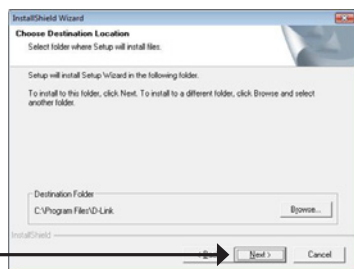 InstallShield Wizard
Choose Destination Location
Select folder where Setup will install files.
Setup will install Setup Wizard in the following folder.
To install to this folder, click Next. To install to a different folder, click Browse and select
another folder.
Destination Folder
C:\Program Files\D-Link
Browse...
InstallShield
Next >
Cancel